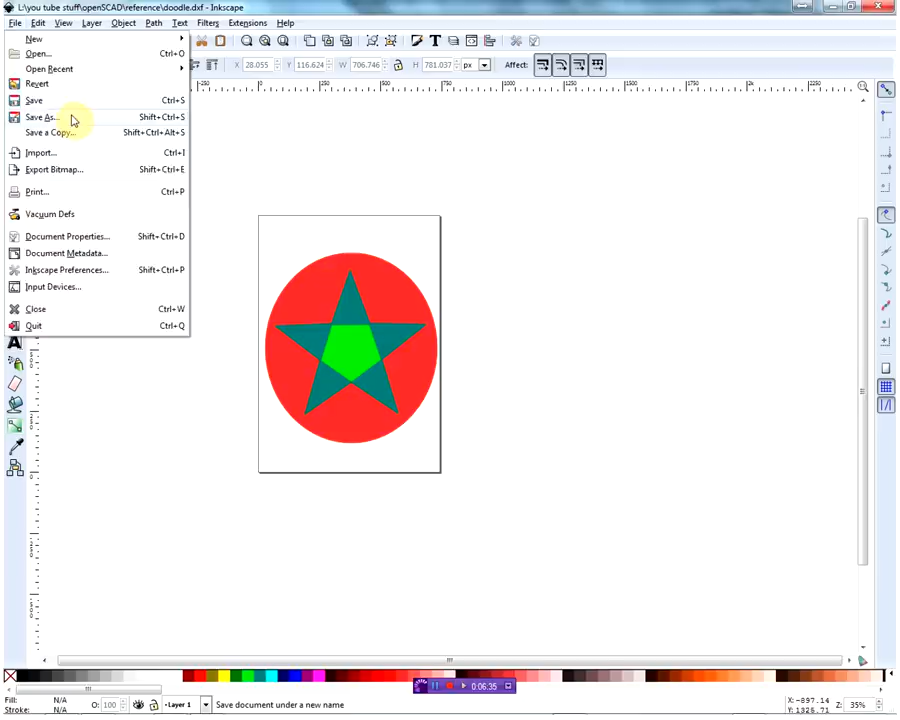 L:\you tube stuff\openSCAD\reference\doodle.dxf - Inkscape
File Edit View Layer Object Path Text Filters Extensions Help
New
Open... Ctrl+O
Open Recent
Revert
Save Ctrl+S
Save As... Shift+Ctrl+S
Save a Copy... Shift+Ctrl+Alt+S
Import... Ctrl+I
Export Bitmap... Shift+Ctrl+E
Print... Ctrl+P
Vacuum Defs
Document Properties... Shift+Ctrl+D
Document Metadata...
Inkscape Preferences... Shift+Ctrl+P
Input Devices...
Close Ctrl+W
Quit Ctrl+Q
X 28.055 Y 116.624 W 706.746 H 781.037 px Affect:
A
0:06:35
Fill: N/A
Stroke: N/A
O: 100
Layer 1
Save document under a new name
X: -897.14
Y: 1326.71
Z: 35%